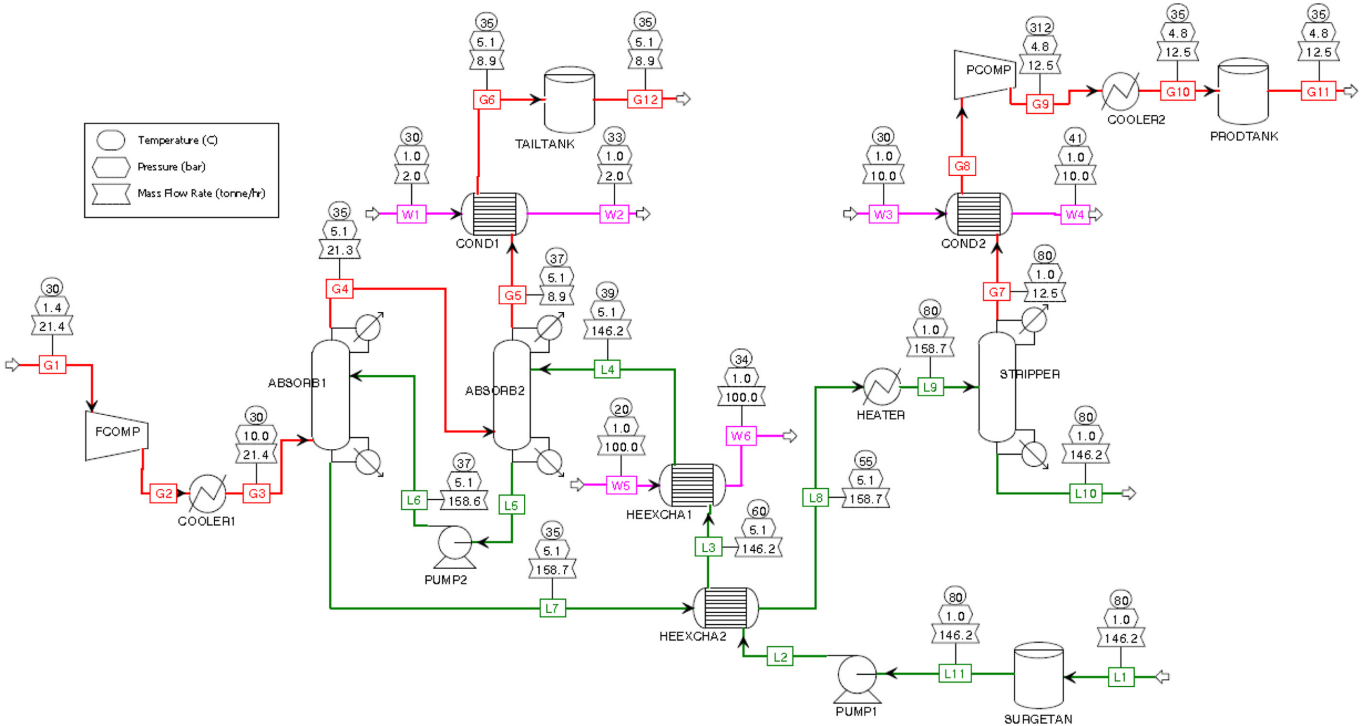 35
5.1
8.9
G6
TAILTANK
35
5.1
8.9
G12
312
4.8
12.5
PCOMP
G9
COOLER2
35
4.8
12.5
G10
PRODTANK
35
4.8
12.5
G11
Temperature (C)
Pressure (bar)
Mass Flow Rate (tonne/hr)
30
1.0
2.0
W1
COND1
33
1.0
2.0
W2
30
1.0
10.0
W3
G8
COND2
41
1.0
10.0
W4
30
1.4
21.4
G1
FCOMP
G2
COOLER1
30
10.0
21.4
G3
35
5.1
21.3
G4
ABSORB1
37
5.1
8.9
G5
ABSORB2
39
5.1
146.2
L4
80
1.0
12.5
G7
STRIPPER
80
1.0
158.7
L9
HEATER
34
1.0
100.0
W6
20
1.0
100.0
W5
HEEXCHA1
37
5.1
158.6
L6
L5
PUMP2
55
5.1
158.7
L8
80
1.0
146.2
L10
60
5.1
146.2
L3
35
5.1
158.7
L7
HEEXCHA2
L2
PUMP1
80
1.0
146.2
L11
SURGETAN
80
1.0
146.2
L1